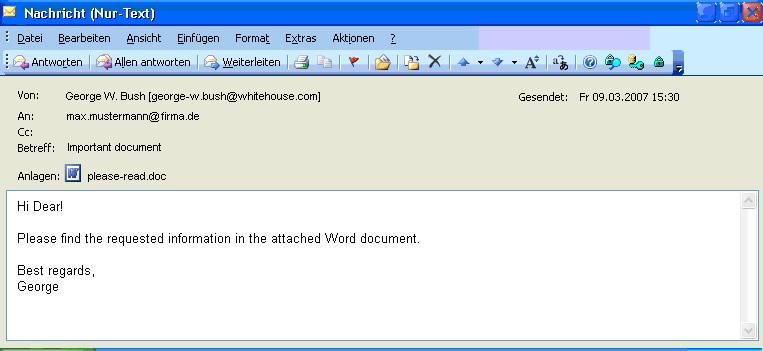 Nachricht (Nur-Text)
Datei Bearbeiten Ansicht Einfügen Format Extras Aktionen ?
Antworten Allen antworten Weiterleiten
Von: George W. Bush [george-w.bush@whitehouse.com] Gesendet: Fr 09.03.2007 15:30
An: max.mustermann@firma.de
Cc:
Betreff: Important document
Anlagen: please-read.doc
Hi Dear!
Please find the requested information in the attached Word document.
Best regards,
George